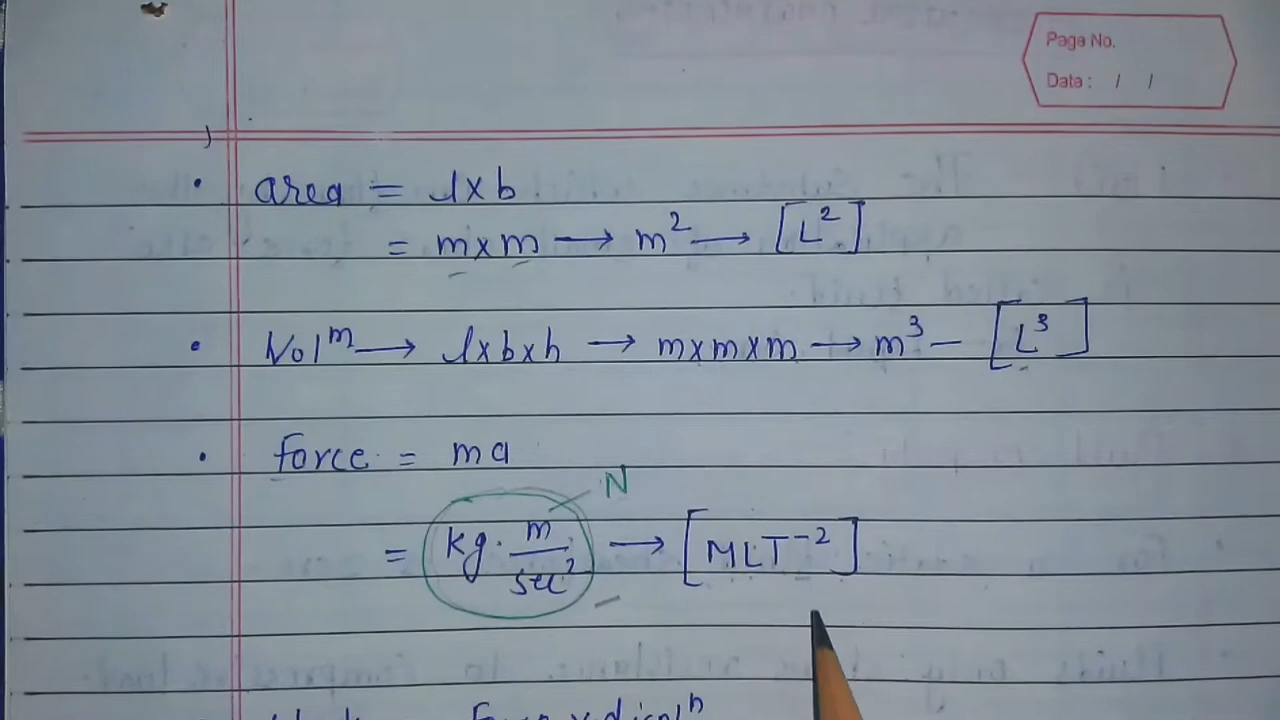 Page No.
Date : / /
• area = l×b
= m×m → m² → [L²]
• Volᵐ → l×b×h → m×m×m → m³ – [L³]
• force = ma
N
= kg. m/sec² → [MLT⁻²]